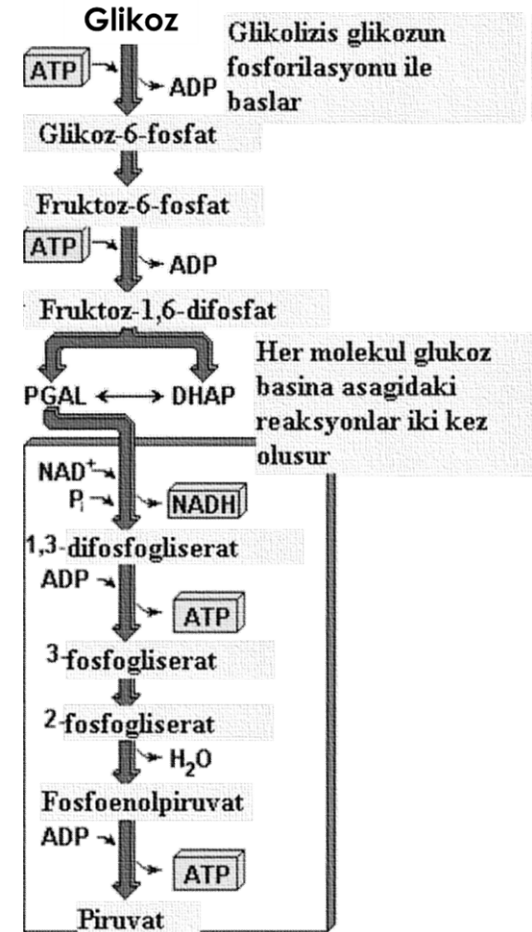 Glikoz
Glikolizis glikozun
fosforilasyonu ile
baslar
ATP
ADP
Glikoz-6-fosfat
Fruktoz-6-fosfat
ATP
ADP
Fruktoz-1,6-difosfat
Her molekul glukoz
basina asagidaki
reaksyonlar iki kez
olusur
PGAL ⟷ DHAP
NAD⁺
Pᵢ
NADH
1,3-difosfogliserat
ADP
ATP
3-fosfogliserat
2-fosfogliserat
H₂O
Fosfoenolpiruvat
ADP
ATP
Piruvat